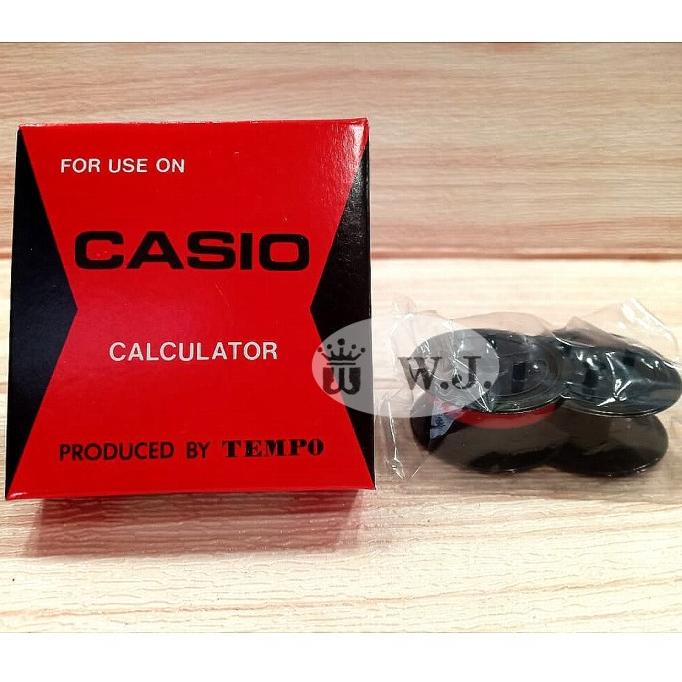 FOR USE ON
CASIO
CALCULATOR
PRODUCED BY TEMPO
W.J.